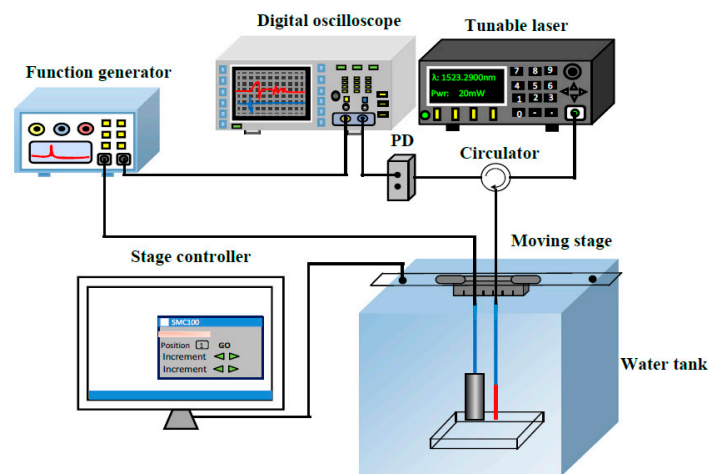 Digital oscilloscope
Tunable laser
Function generator
λ: 1523.2900nm
Pwr: 20mW
7 8 9
4 5 6
1 2 3
0 - -
PD
Circulator
Stage controller
Moving stage
SMC100
Position 1 GO
Increment
Increment
Water tank